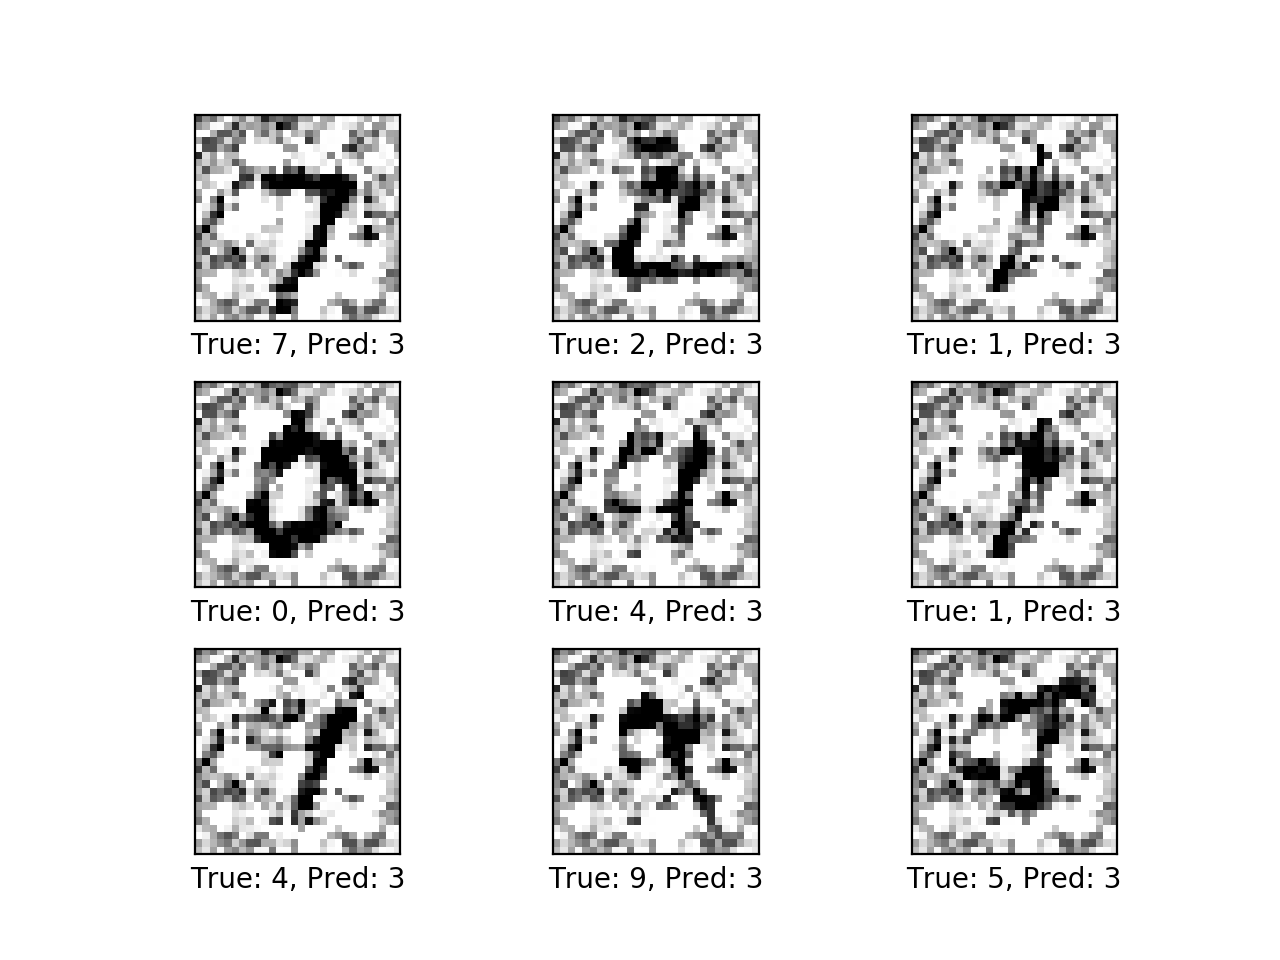 True: 7, Pred: 3
True: 2, Pred: 3
True: 1, Pred: 3
True: 0, Pred: 3
True: 4, Pred: 3
True: 1, Pred: 3
True: 4, Pred: 3
True: 9, Pred: 3
True: 5, Pred: 3